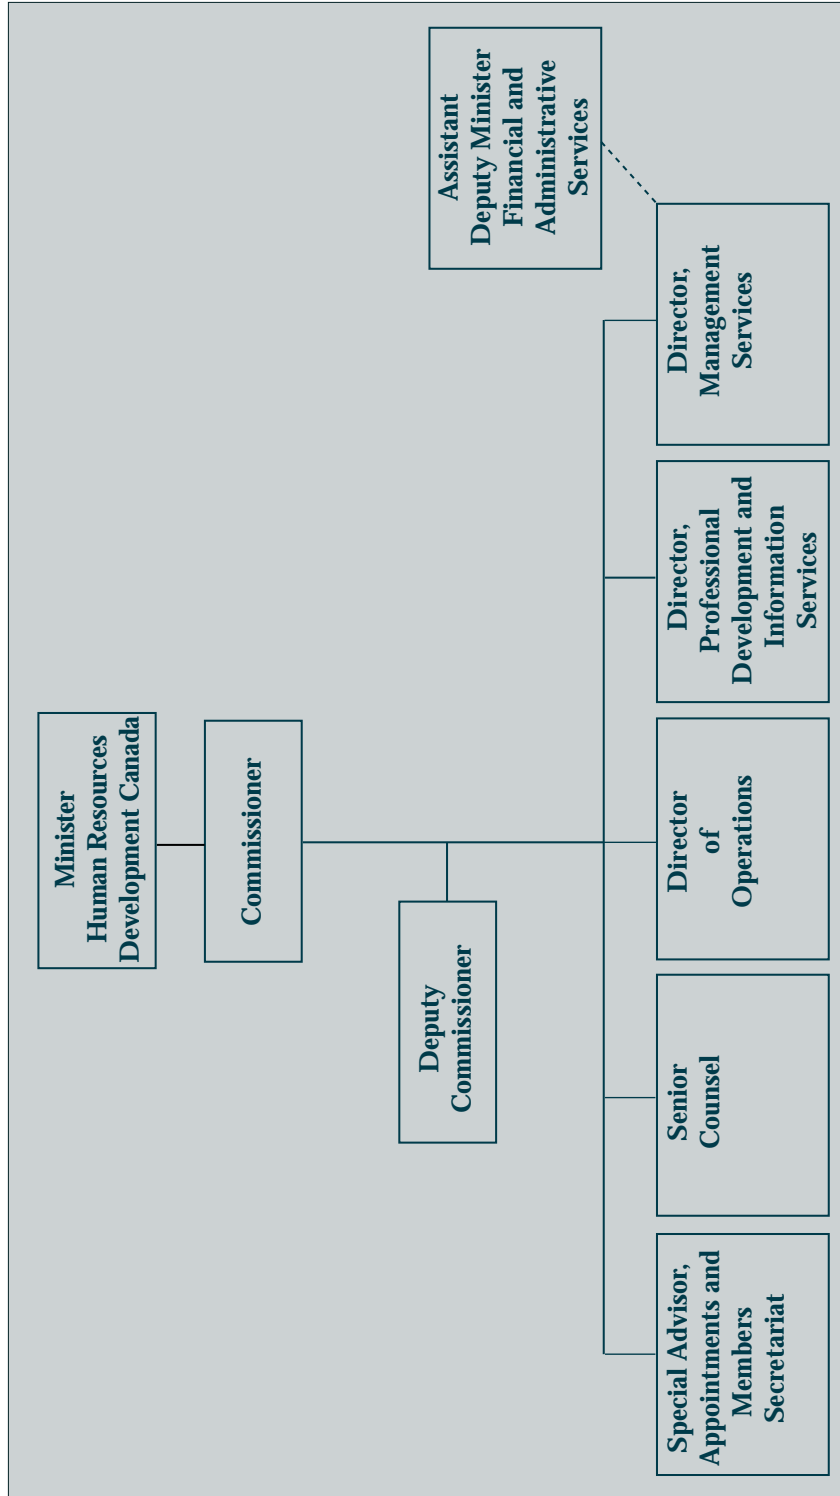 Minister
Human Resources
Development Canada
Commissioner
Deputy
Commissioner
Assistant
Deputy Minister
Financial and
Administrative
Services
Special Advisor,
Appointments and
Members
Secretariat
Senior
Counsel
Director
of
Operations
Director,
Professional
Development and
Information
Services
Director,
Management
Services